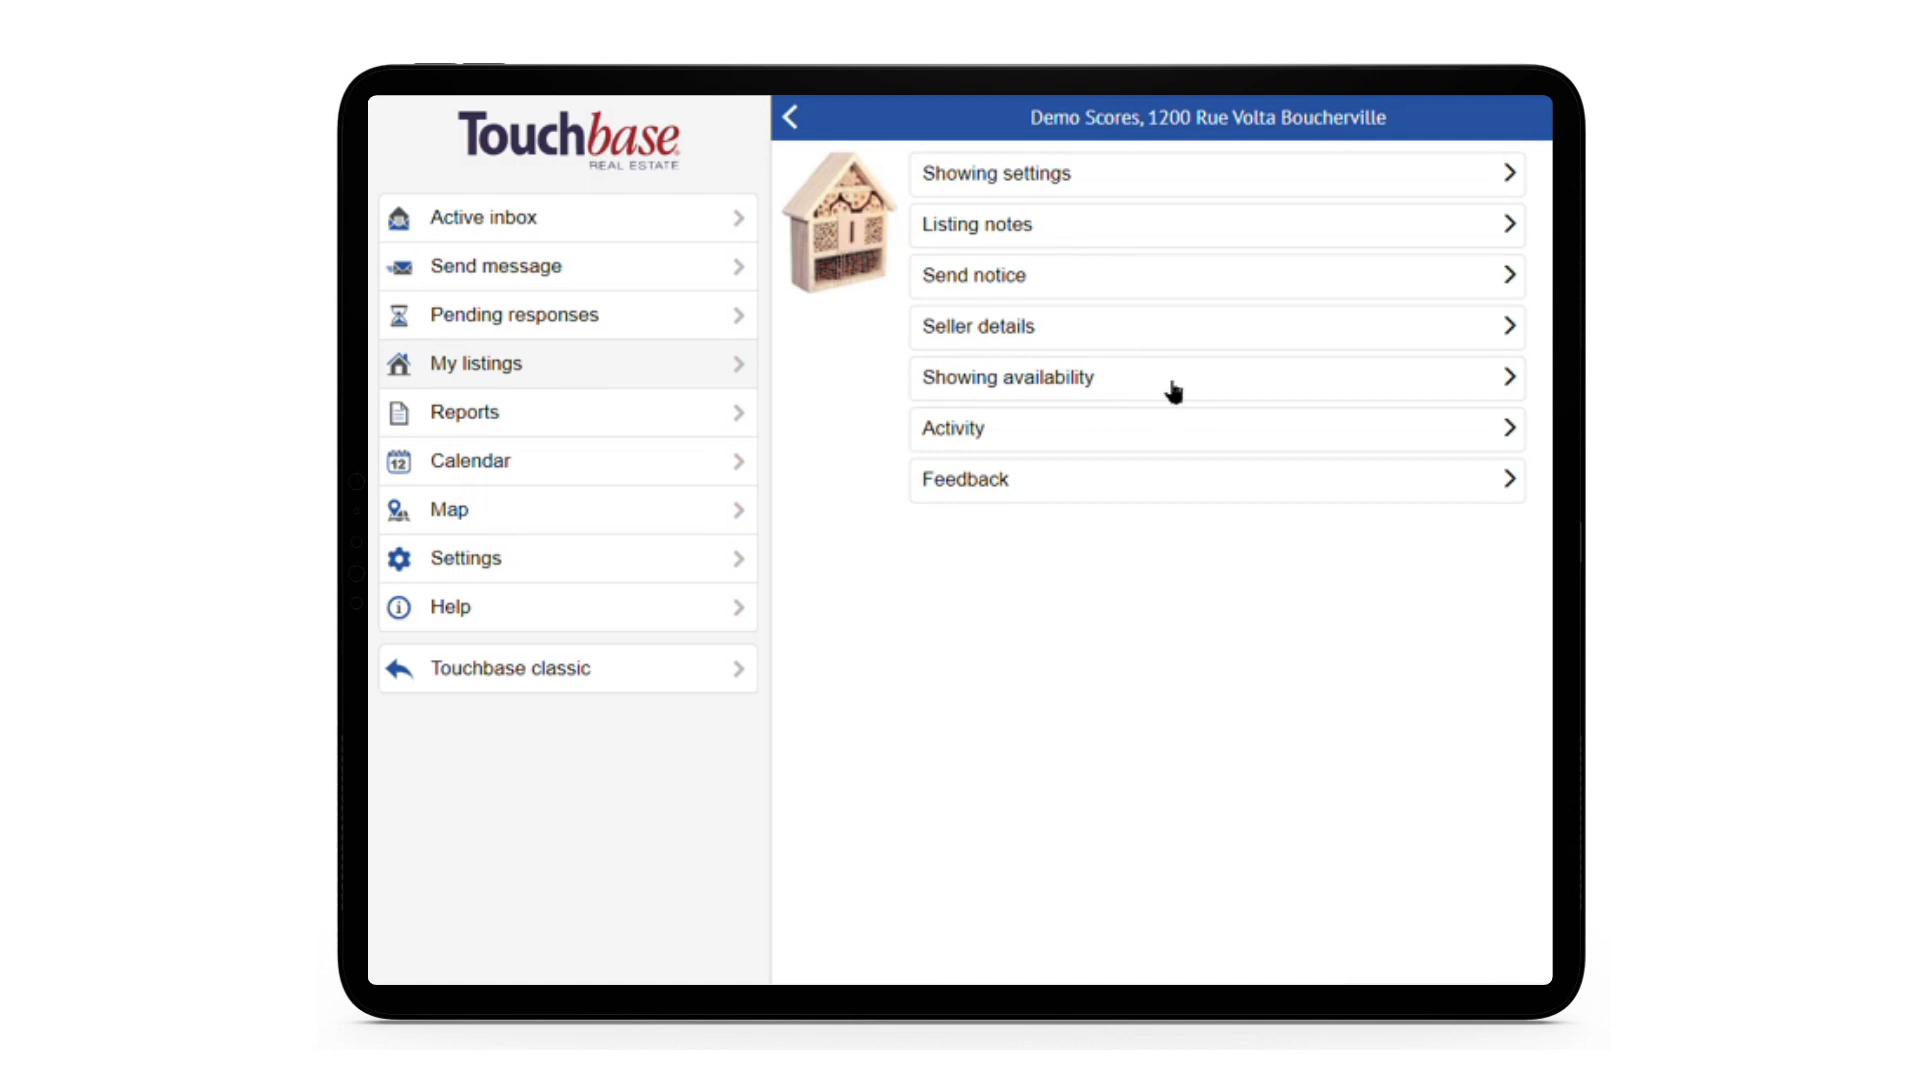 Touchbase
REAL ESTATE
Active inbox
Send message
Pending responses
My listings
Reports
12
Calendar
Map
Settings
i
Help
Touchbase classic
Demo Scores, 1200 Rue Volta Boucherville
Showing settings
Listing notes
Send notice
Seller details
Showing availability
Activity
Feedback